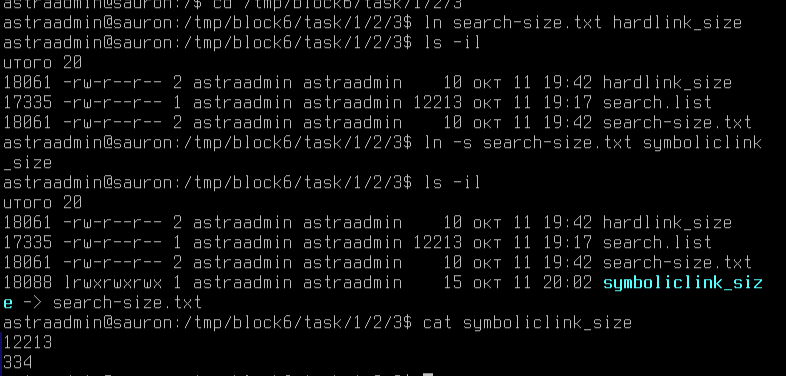 astraadmin@sauron:/$ cd /tmp/block6/task/1/2/3
astraadmin@sauron:/tmp/block6/task/1/2/3$ ln search-size.txt hardlink_size
astraadmin@sauron:/tmp/block6/task/1/2/3$ ls -il
итого 20
18061 -rw-r--r-- 2 astraadmin astraadmin    10 окт 11 19:42 hardlink_size
17335 -rw-r--r-- 1 astraadmin astraadmin 12213 окт 11 19:17 search.list
18061 -rw-r--r-- 2 astraadmin astraadmin    10 окт 11 19:42 search-size.txt
astraadmin@sauron:/tmp/block6/task/1/2/3$ ln -s search-size.txt symboliclink
_size
astraadmin@sauron:/tmp/block6/task/1/2/3$ ls -il
итого 20
18061 -rw-r--r-- 2 astraadmin astraadmin    10 окт 11 19:42 hardlink_size
17335 -rw-r--r-- 1 astraadmin astraadmin 12213 окт 11 19:17 search.list
18061 -rw-r--r-- 2 astraadmin astraadmin    10 окт 11 19:42 search-size.txt
18088 lrwxrwxrwx 1 astraadmin astraadmin    15 окт 11 20:02 symboliclink_siz
e -> search-size.txt
astraadmin@sauron:/tmp/block6/task/1/2/3$ cat symboliclink_size
12213
334